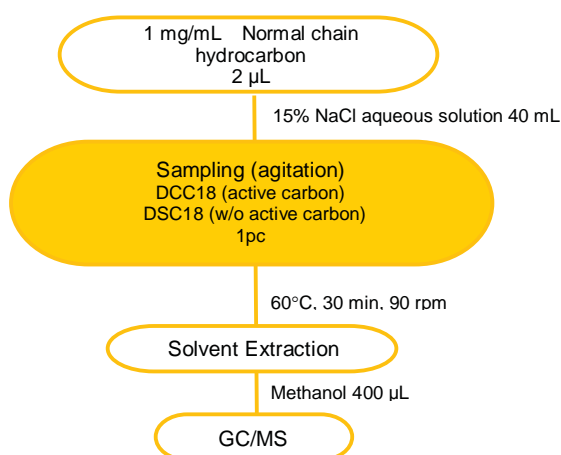 1 mg/mL Normal chain
hydrocarbon
2 µL
15% NaCl aqueous solution 40 mL
Sampling (agitation)
DCC18 (active carbon)
DSC18 (w/o active carbon)
1pc
60°C, 30 min, 90 rpm
Solvent Extraction
Methanol 400 µL
GC/MS